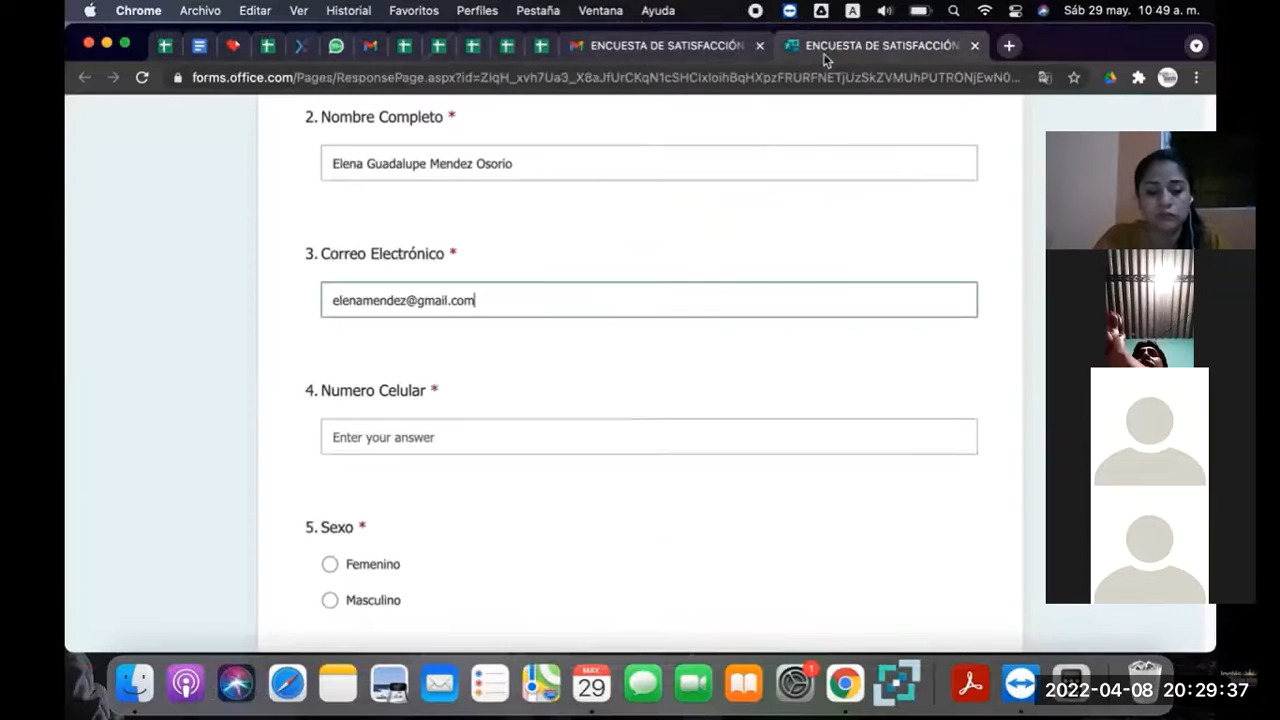 Chrome Archivo Editar Ver Historial Favoritos Perfiles Pestaña Ventana Ayuda
Sáb 29 may. 10 49 a. m.
ENCUESTA DE SATISFACCIÓN
ENCUESTA DE SATISFACCIÓN
2. Nombre Completo *
Elena Guadalupe Mendez Osorio
3. Correo Electrónico *
elenamendez@gmail.com
4. Numero Celular *
Enter your answer
5. Sexo *
Femenino
Masculino
MAY
29
1
2022-04-08 20:29:37